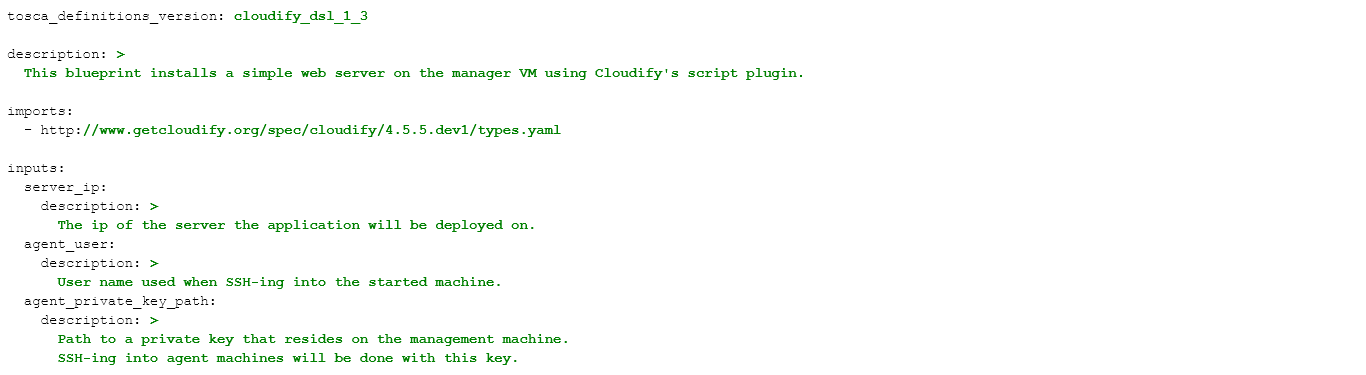 tosca_definitions_version: cloudify_dsl_1_3
description: >
This blueprint installs a simple web server on the manager VM using Cloudify's script plugin.
imports:
- http://www.getcloudify.org/spec/cloudify/4.5.5.dev1/types.yaml
inputs:
server_ip:
description: >
The ip of the server the application will be deployed on.
agent_user:
description: >
User name used when SSH-ing into the started machine.
agent_private_key_path:
description: >
Path to a private key that resides on the management machine.
SSH-ing into agent machines will be done with this key.